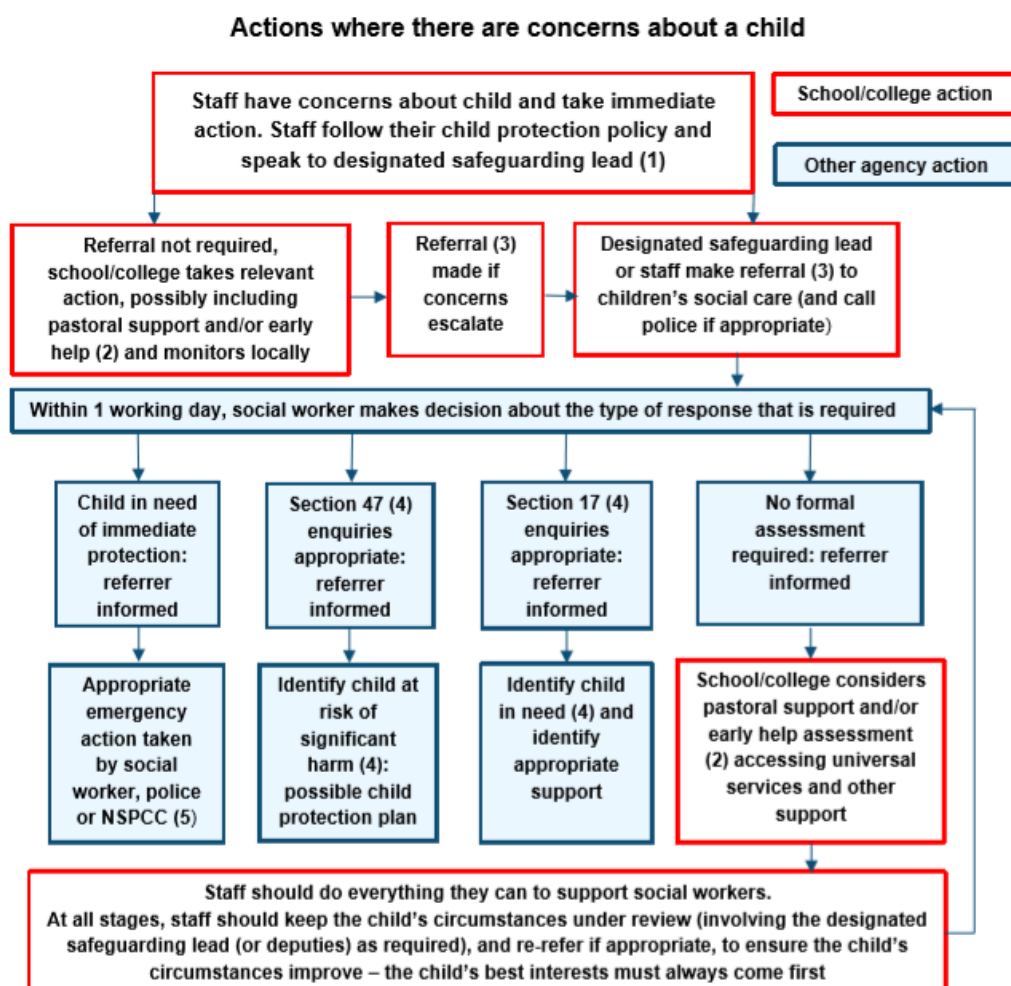 Actions where there are concerns about a child
Staff have concerns about child and take immediate
action. Staff follow their child protection policy and
speak to designated safeguarding lead (1)
School/college action
Other agency action
Referral not required,
school/college takes relevant
action, possibly including
pastoral support and/or early
help (2) and monitors locally
Referral (3)
made if
concerns
escalate
Designated safeguarding lead
or staff make referral (3) to
children’s social care (and call
police if appropriate)
Within 1 working day, social worker makes decision about the type of response that is required
Child in need
of immediate
protection:
referrer
informed
Section 47 (4)
enquiries
appropriate:
referrer
informed
Section 17 (4)
enquiries
appropriate:
referrer
informed
No formal
assessment
required: referrer
informed
Appropriate
emergency
action taken
by social
worker, police
or NSPCC (5)
Identify child at
risk of
significant
harm (4):
possible child
protection plan
Identify child
in need (4) and
identify
appropriate
support
School/college considers
pastoral support and/or
early help assessment
(2) accessing universal
services and other
support
Staff should do everything they can to support social workers.
At all stages, staff should keep the child’s circumstances under review (involving the designated
safeguarding lead (or deputies) as required), and re-refer if appropriate, to ensure the child’s
circumstances improve – the child’s best interests must always come first